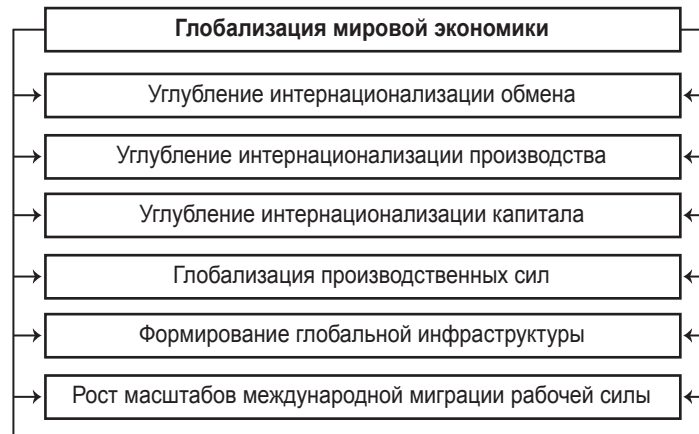 Глобализация мировой экономики
Углубление интернационализации обмена
Углубление интернационализации производства
Углубление интернационализации капитала
Глобализация производственных сил
Формирование глобальной инфраструктуры
Рост масштабов международной миграции рабочей силы